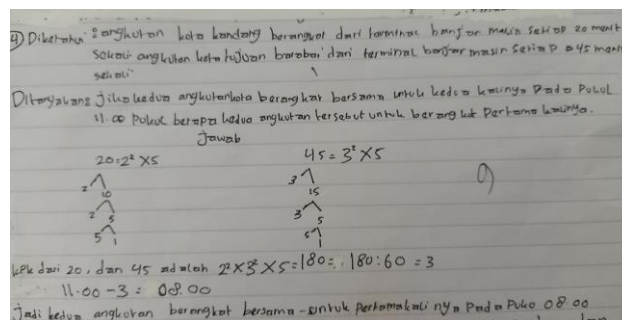 4) Diketahui : angkutan kota kandang berangkat dari terminal banjar masin setiap 20 menit
sekali angkutan kota tujuan barabai dari terminal banjar masin setiap 45 menit
sekali
Ditanyakan : Jika kedua angkutan kota berangkat bersama untuk kedua kalinya Pada Pukul
11.00 Pukul berapa kedua angkutan tersebut untuk berangkat Pertama kalinya.
Jawab
20 = 2² x 5 45 = 3² x 5
2 3
10 15
2 5 3 5
5 1 5 1
9
KPK dari 20, dan 45 adalah 2² x 3² x 5 = 180 = 180 : 60 = 3
11.00 - 3 = 08.00
Jadi kedua angkutan berangkat bersama - untuk pertamakali nya Pada Puko 08.00